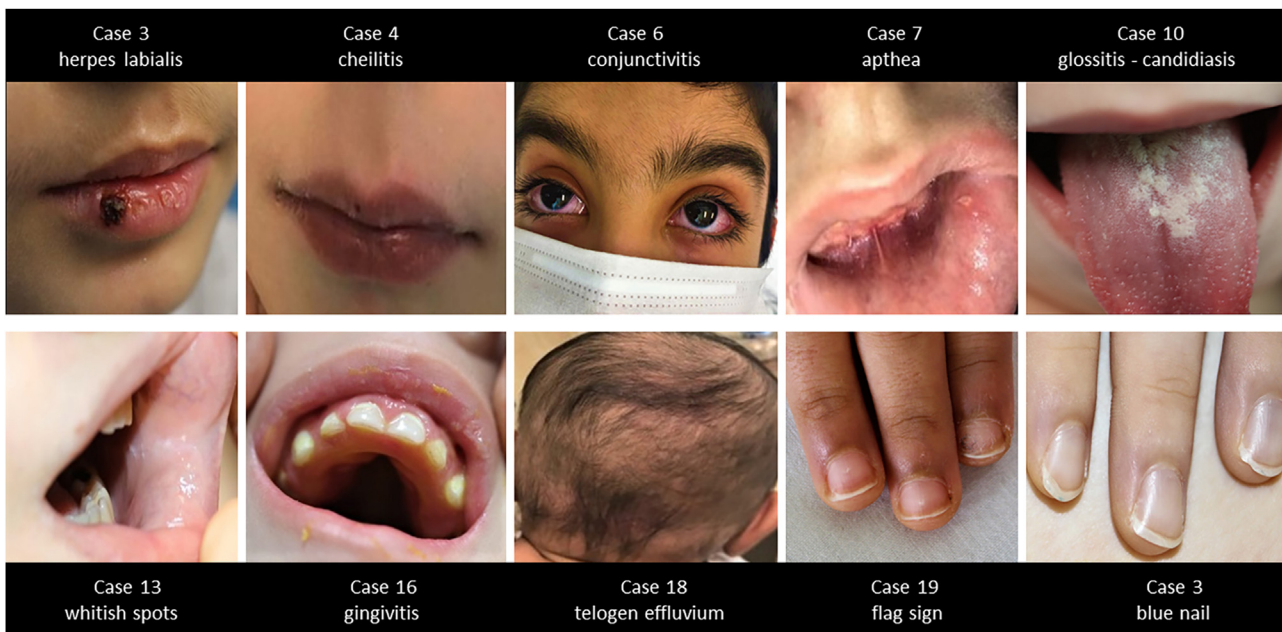 Case 3
herpes labialis
Case 4
cheilitis
Case 6
conjunctivitis
Case 7
apthea
Case 10
glossitis - candidiasis
Case 13
whitish spots
Case 16
gingivitis
Case 18
telogen effluvium
Case 19
flag sign
Case 3
blue nail